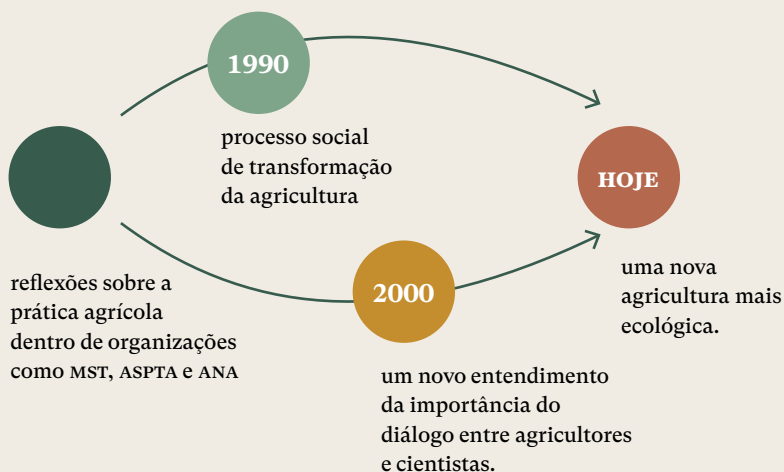 1990
processo social
de transformação
da agricultura
HOJE
uma nova
agricultura mais
ecológica.
reflexões sobre a
prática agrícola
dentro de organizações
como MST, ASPTA e ANA
2000
um novo entendimento
da importância do
diálogo entre agricultores
e cientistas.